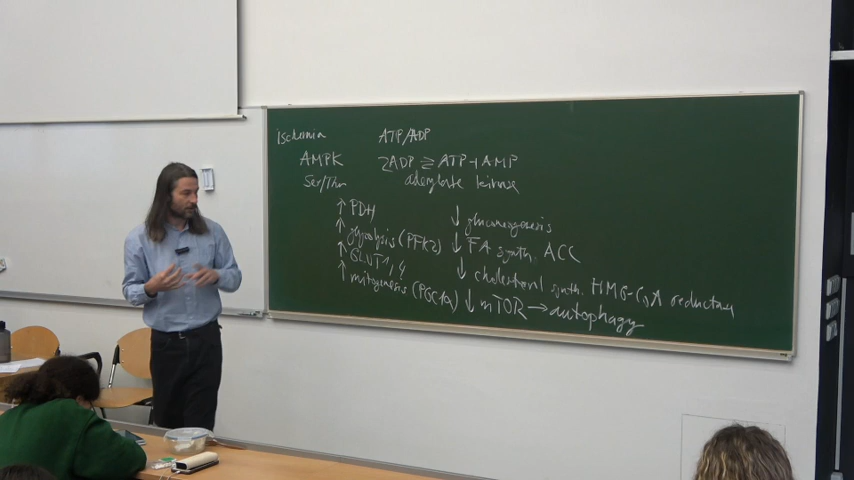 ischemia ATP/ADP
AMPK 2ADP ⇌ ATP + AMP
Ser/Thr adenylate kinase
↑ PDH ↓ gluconeogenesis
↑ glycolysis (PFK2) ↓ FA synth. ACC
↑ GLUT1,4 ↓ cholesterol synth. HMG-CoA reductase
↑ mitogenesis (PGC1α) ↓ mTOR → autophagy